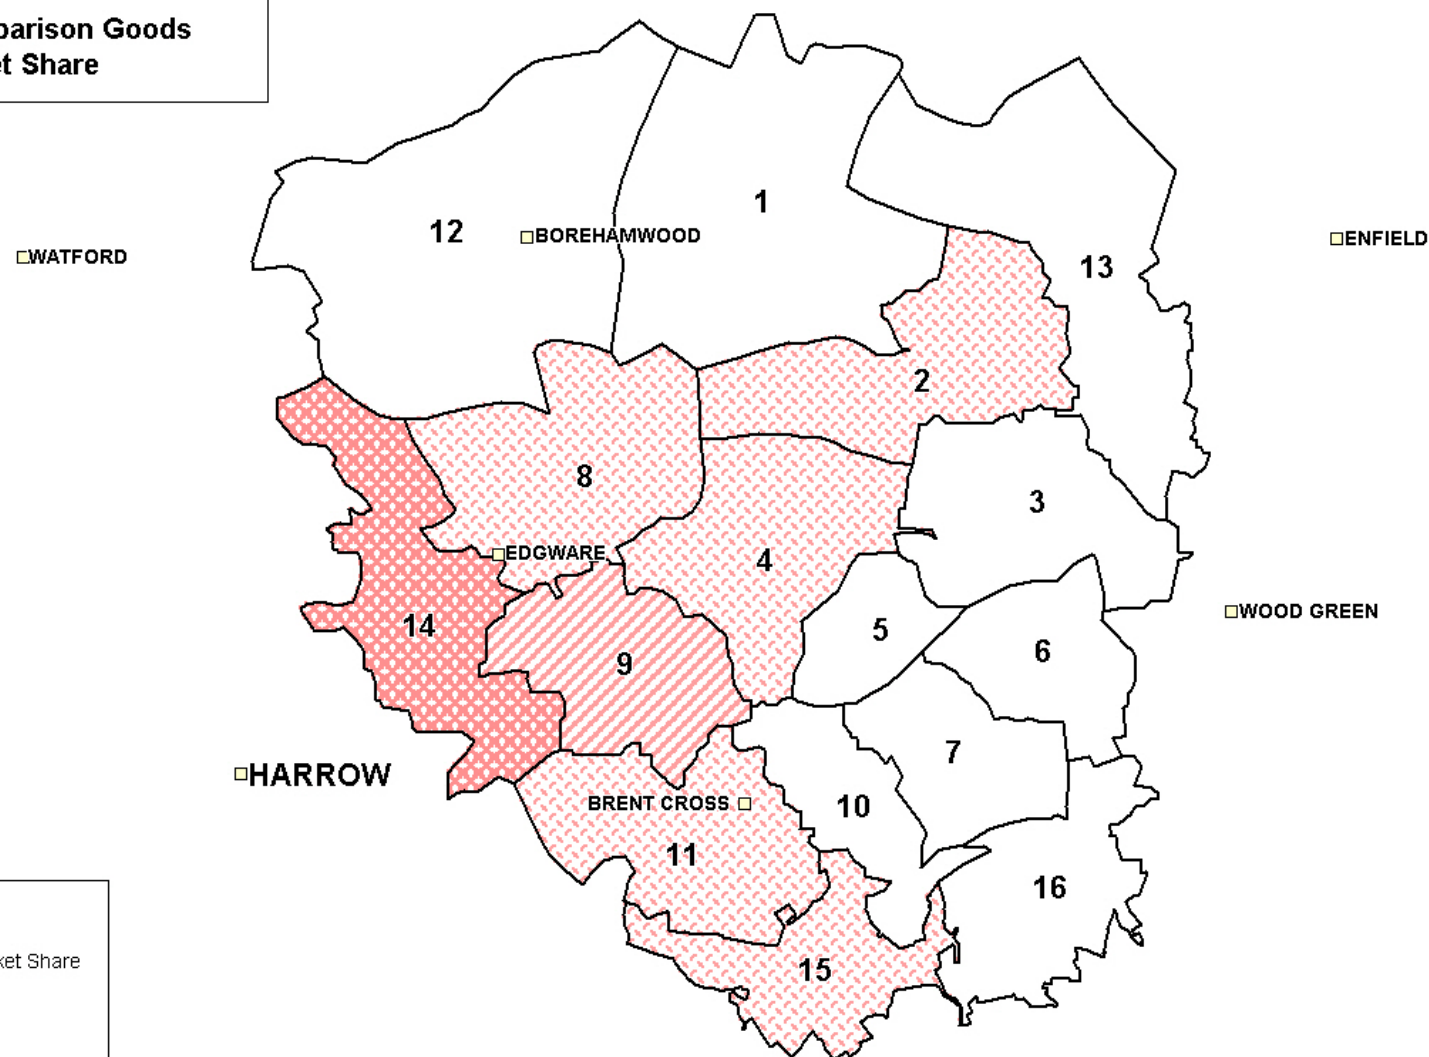 parison Goods
et Share
1
12
BOREHAMWOOD
ENFIELD
WATFORD
13
2
8
3
EDGWARE
4
WOOD GREEN
14
5
6
9
7
HARROW
BRENT CROSS
10
11
16
ket Share
15